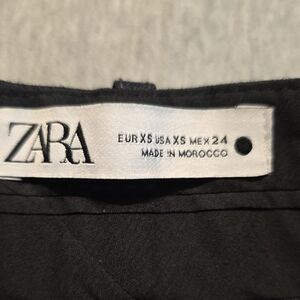 ZARA
EUR XS USA XS MEX 24
MADE IN MOROCCO